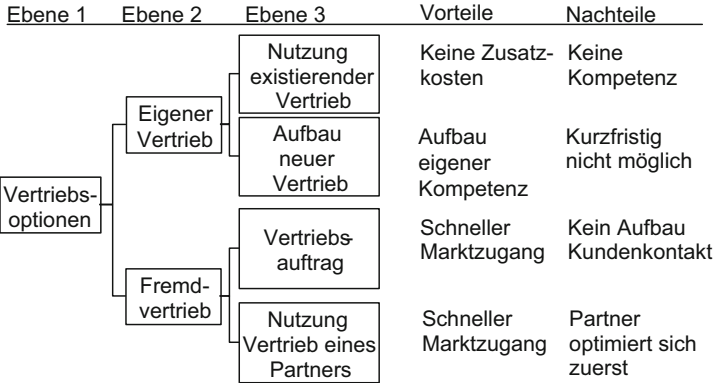 Ebene 1 Ebene 2 Ebene 3 Vorteile Nachteile
Nutzung
existierender
Vertrieb
Keine Zusatz-
kosten
Keine
Kompetenz
Eigener
Vertrieb
Aufbau
neuer
Vertrieb
Aufbau
eigener
Kompetenz
Kurzfristig
nicht möglich
Vertriebs-
optionen
Vertriebs-
auftrag
Schneller
Marktzugang
Kein Aufbau
Kundenkontakt
Fremd-
vertrieb
Nutzung
Vertrieb eines
Partners
Schneller
Marktzugang
Partner
optimiert sich
zuerst